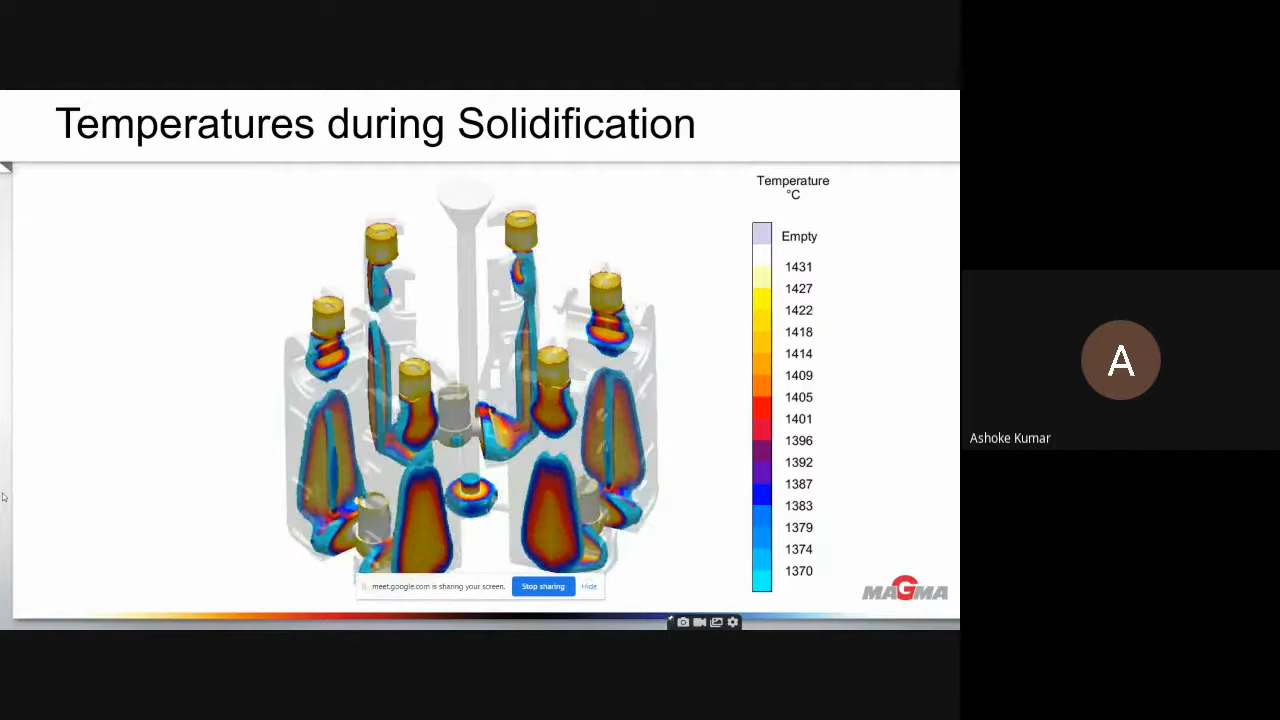 Temperatures during Solidification
Temperature
°C
Empty
1431
1427
1422
1418
1414
1409
1405
1401
1396
1392
1387
1383
1379
1374
1370
MAGMA
meet.google.com is sharing your screen.
Stop sharing
Hide
A
Ashoke Kumar